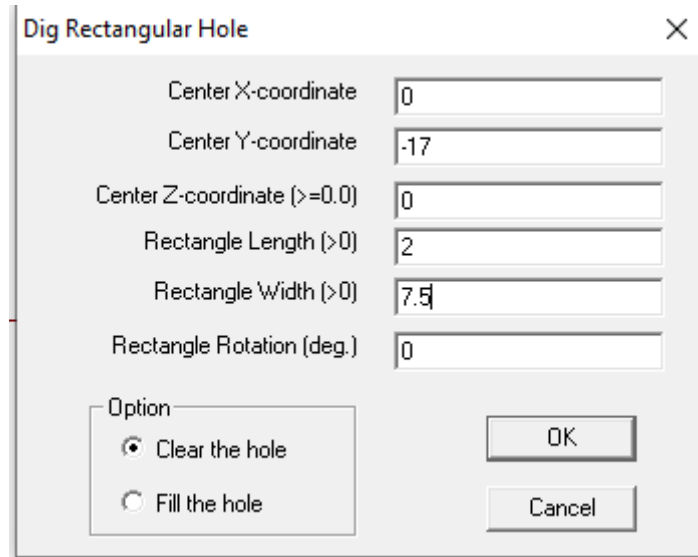 Dig Rectangular Hole
Center X-coordinate 0
Center Y-coordinate -17
Center Z-coordinate (>=0.0) 0
Rectangle Length (>0) 2
Rectangle Width (>0) 7.5
Rectangle Rotation (deg.) 0
Option
Clear the hole
OK
Fill the hole
Cancel